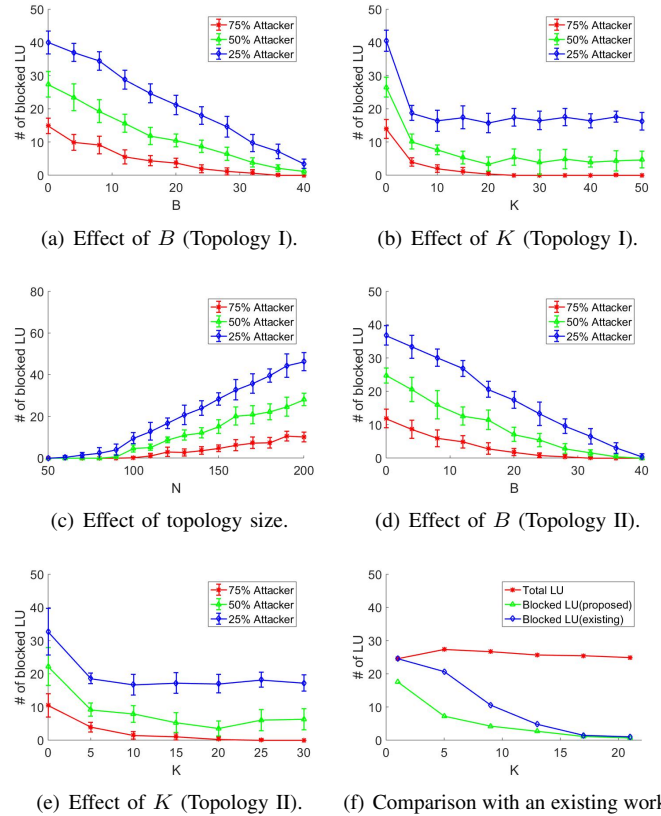 # of blocked LU
50
40
30
20
10
0
75% Attacker
50% Attacker
25% Attacker
0
10
20
30
40
B
(a) Effect of B (Topology I).
# of blocked LU
50
40
30
20
10
0
75% Attacker
50% Attacker
25% Attacker
0
10
20
30
40
50
K
(b) Effect of K (Topology I).
# of blocked LU
80
60
40
20
0
75% Attacker
50% Attacker
25% Attacker
50
100
150
200
N
(c) Effect of topology size.
# of blocked LU
50
40
30
20
10
0
75% Attacker
50% Attacker
25% Attacker
0
10
20
30
40
B
(d) Effect of B (Topology II).
# of blocked LU
50
40
30
20
10
0
75% Attacker
50% Attacker
25% Attacker
0
5
10
15
20
25
30
K
(e) Effect of K (Topology II).
# of LU
50
40
30
20
10
0
Total LU
Blocked LU(proposed)
Blocked LU(existing)
0
5
10
15
20
K
(f) Comparison with an existing work